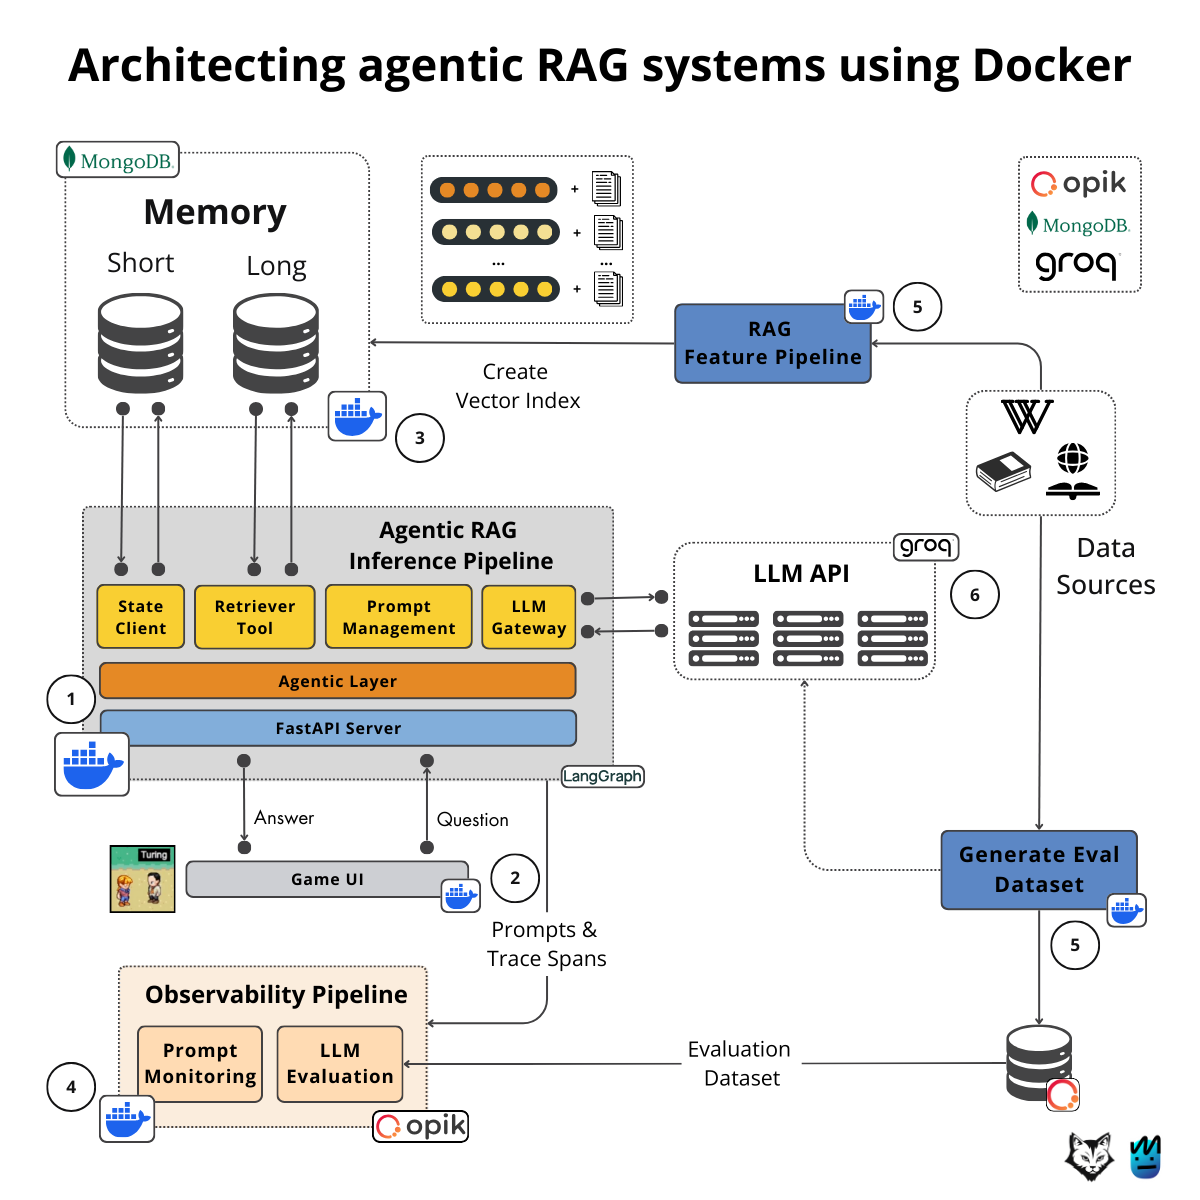 Architecting agentic RAG systems using Docker
MongoDB.
Memory
Short
Long
+
+
...
...
+
opik
MongoDB.
groq
RAG
Feature Pipeline
5
Create
Vector Index
3
W
Agentic RAG
Inference Pipeline
State
Client
Retriever
Tool
Prompt
Management
LLM
Gateway
Agentic Layer
FastAPI Server
1
LangGraph
groq
LLM API
6
Data
Sources
Answer
Question
Turing
Game UI
2
Generate Eval
Dataset
5
Prompts &
Trace Spans
Observability Pipeline
Prompt
Monitoring
LLM
Evaluation
4
opik
Evaluation
Dataset